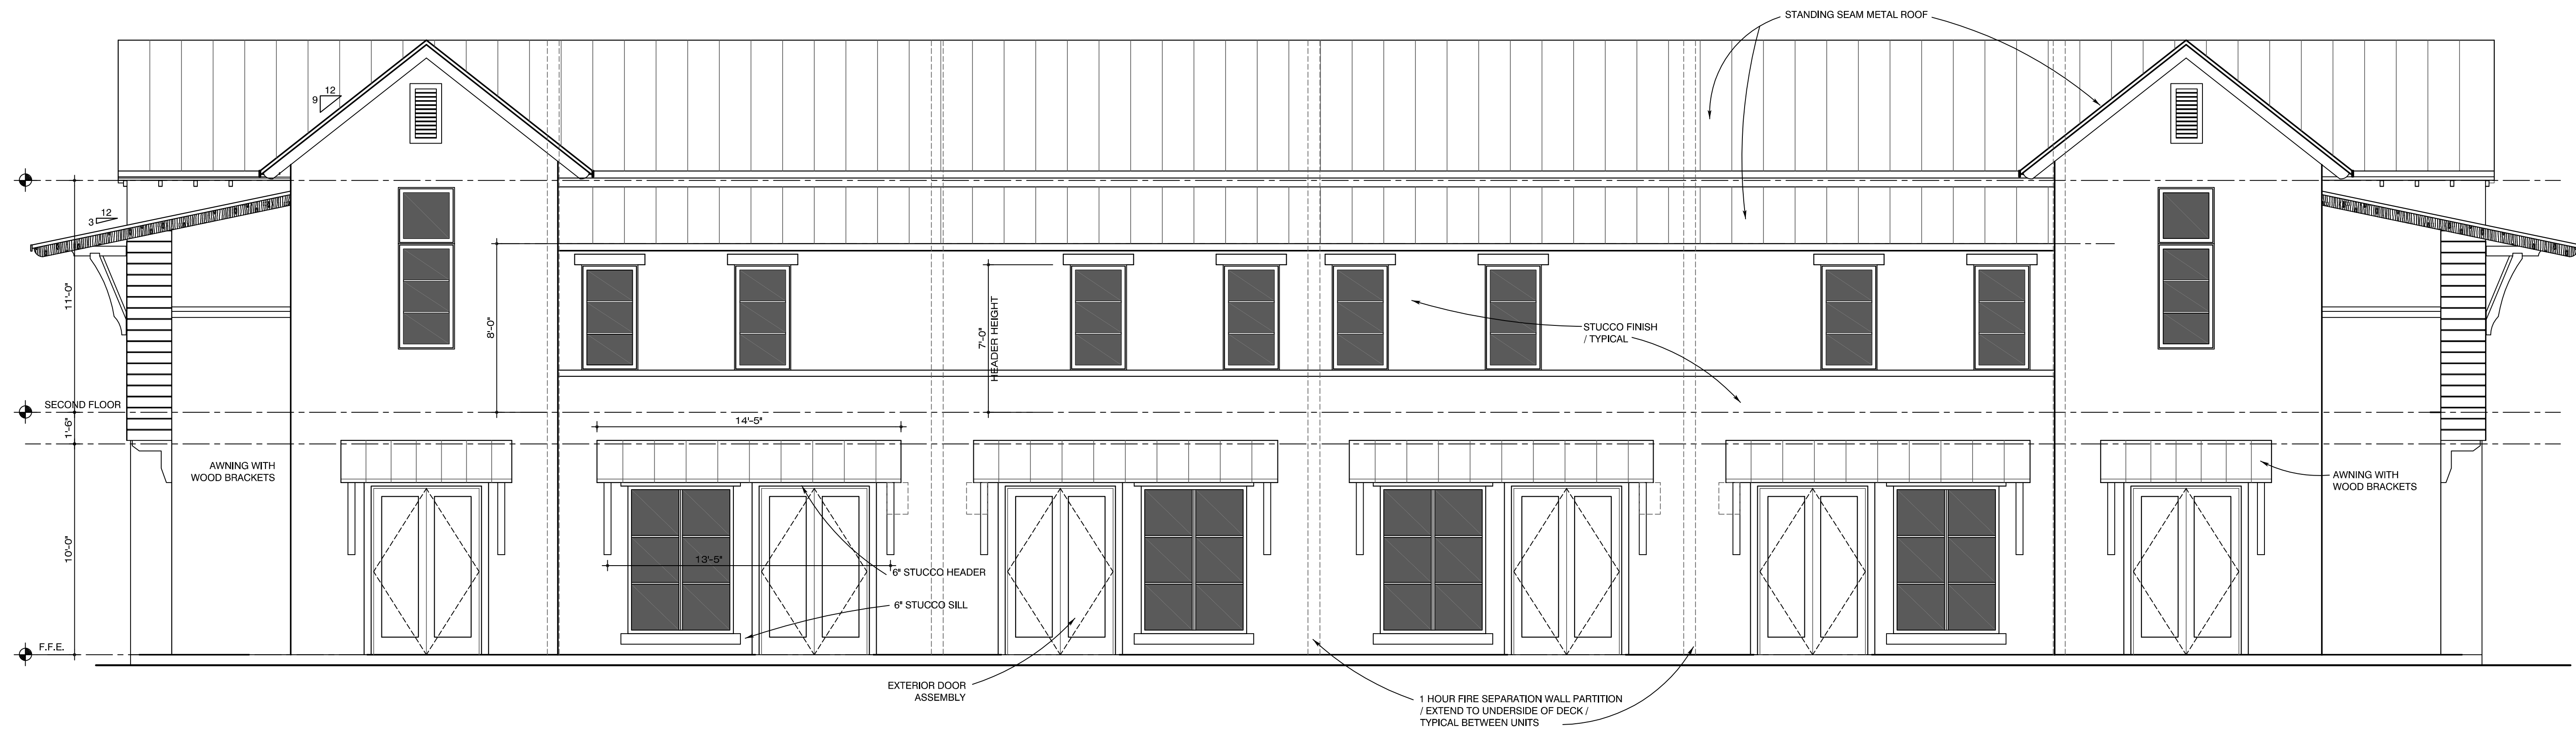 STANDING SEAM METAL ROOF
12
9
12
3
11'-0"
8'-0"
7'-0"
HEADER HEIGHT
STUCCO FINISH
/ TYPICAL
SECOND FLOOR
1'-6"
14'-5"
AWNING WITH
WOOD BRACKETS
AWNING WITH
WOOD BRACKETS
10'-0"
13'-5"
6" STUCCO HEADER
6" STUCCO SILL
F.F.E.
EXTERIOR DOOR
ASSEMBLY
1 HOUR FIRE SEPARATION WALL PARTITION
/ EXTEND TO UNDERSIDE OF DECK /
TYPICAL BETWEEN UNITS